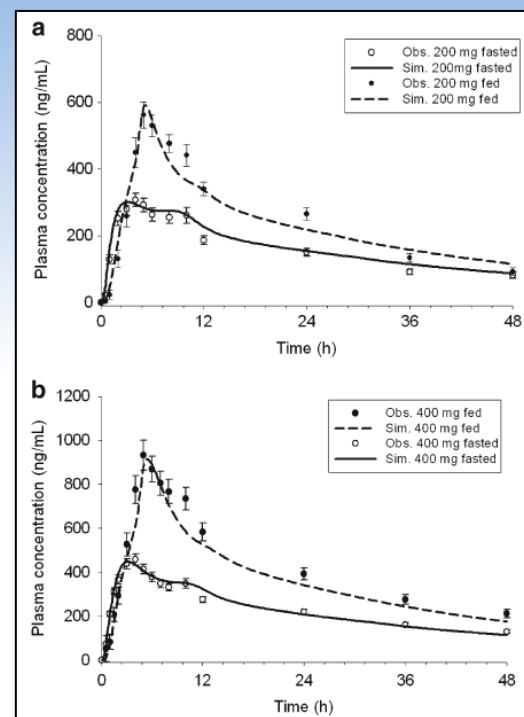 a
800
600
400
200
0
Plasma concentration (ng/mL)
Obs. 200 mg fasted
Sim. 200mg fasted
Obs. 200 mg fed
Sim. 200 mg fed
0 12 24 36 48
Time (h)
b
1200
1000
800
600
400
200
0
Plasma concentration (ng/mL)
Obs. 400 mg fed
Sim. 400 mg fed
Obs. 400 mg fasted
Sim. 400 mg fasted
0 12 24 36 48
Time (h)